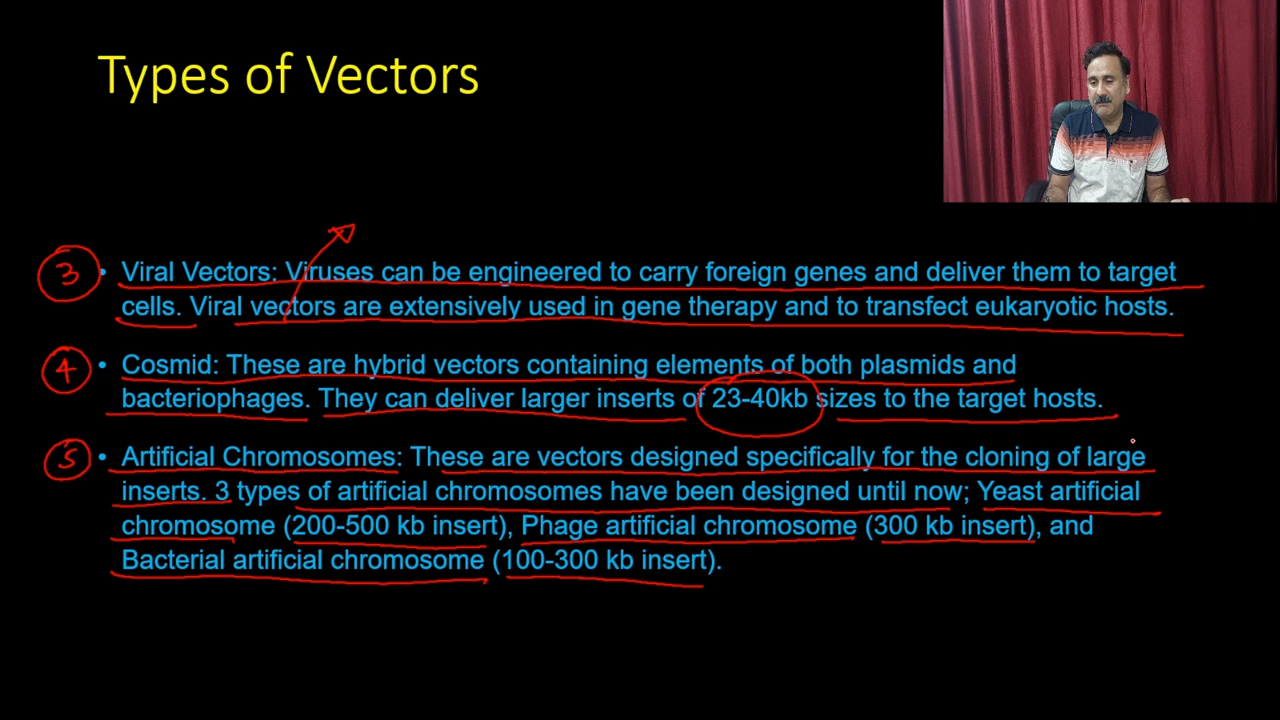 Types of Vectors
3
• Viral Vectors: Viruses can be engineered to carry foreign genes and deliver them to target
cells. Viral vectors are extensively used in gene therapy and to transfect eukaryotic hosts.
4
• Cosmid: These are hybrid vectors containing elements of both plasmids and
bacteriophages. They can deliver larger inserts of 23-40kb sizes to the target hosts.
5
• Artificial Chromosomes: These are vectors designed specifically for the cloning of large
inserts. 3 types of artificial chromosomes have been designed until now; Yeast artificial
chromosome (200-500 kb insert), Phage artificial chromosome (300 kb insert), and
Bacterial artificial chromosome (100-300 kb insert).